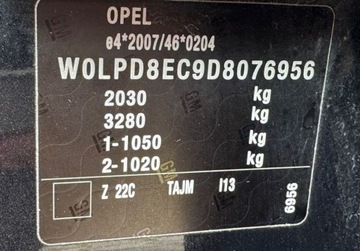 OPEL
e4*2007/46*0204
W0LPD8EC9D8076956
2030 kg
3280 kg
1-1050 kg
2-1020 kg
Z 22C TAJM I13
6956
GM